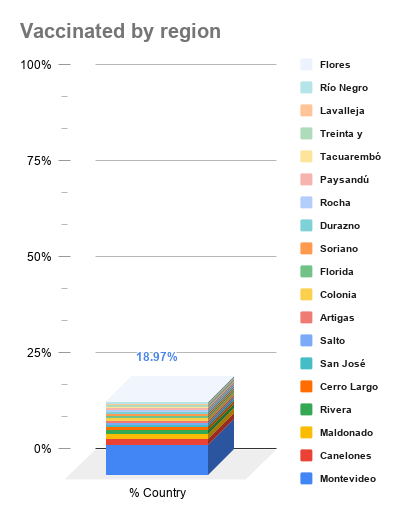 Vaccinated by region
100%
75%
50%
25%
0%
18.97%
% Country
Flores
Río Negro
Lavalleja
Treinta y
Tacuarembó
Paysandú
Rocha
Durazno
Soriano
Florida
Colonia
Artigas
Salto
San José
Cerro Largo
Rivera
Maldonado
Canelones
Montevideo